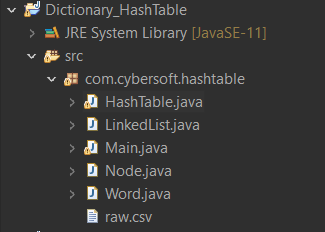 Dictionary_HashTable
JRE System Library [JavaSE-11]
src
com.cybersoft.hashtable
HashTable.java
LinkedList.java
Main.java
Node.java
Word.java
raw.csv